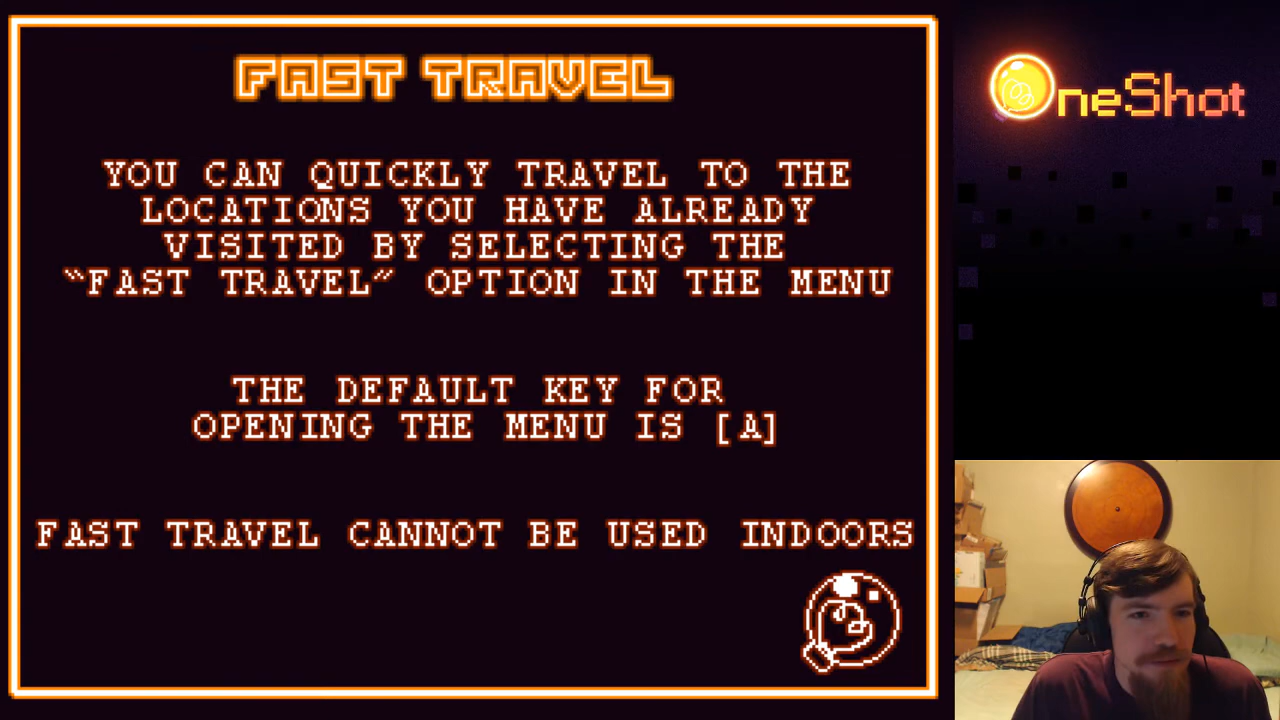 FAST TRAVEL
OneShot
YOU CAN QUICKLY TRAVEL TO THE
LOCATIONS YOU HAVE ALREADY
VISITED BY SELECTING THE
“FAST TRAVEL” OPTION IN THE MENU
THE DEFAULT KEY FOR
OPENING THE MENU IS [A]
FAST TRAVEL CANNOT BE USED INDOORS